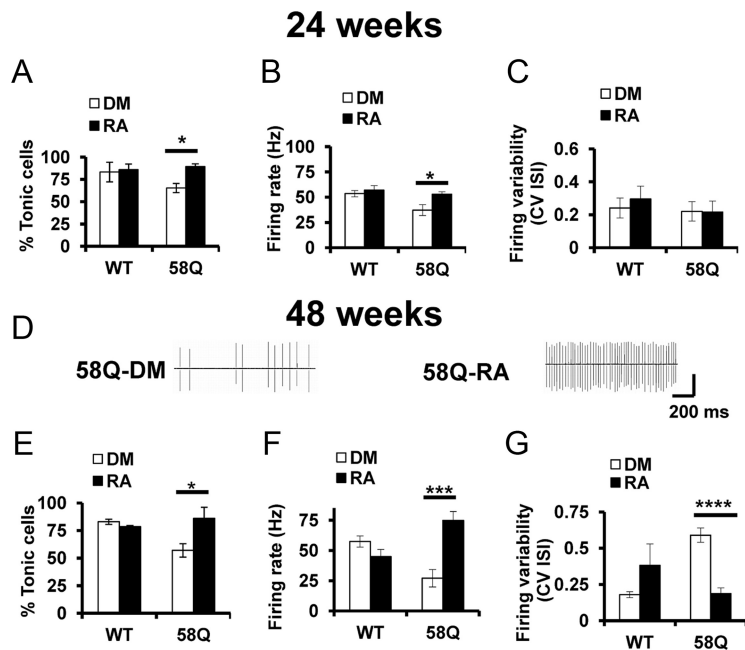 24 weeks
A
DM
RA
% Tonic cells
100
75
50
25
0
*
WT
58Q
B
DM
RA
Firing rate (Hz)
100
75
50
25
0
*
WT
58Q
C
DM
RA
Firing variability
(CV ISI)
0.6
0.4
0.2
0
WT
58Q
48 weeks
D
58Q-DM
58Q-RA
200 ms
E
DM
RA
% Tonic cells
100
75
50
25
0
*
WT
58Q
F
DM
RA
Firing rate (Hz)
75
50
25
0
***
WT
58Q
G
DM
RA
Firing variability
(CV ISI)
0.75
0.5
0.25
0
****
WT
58Q